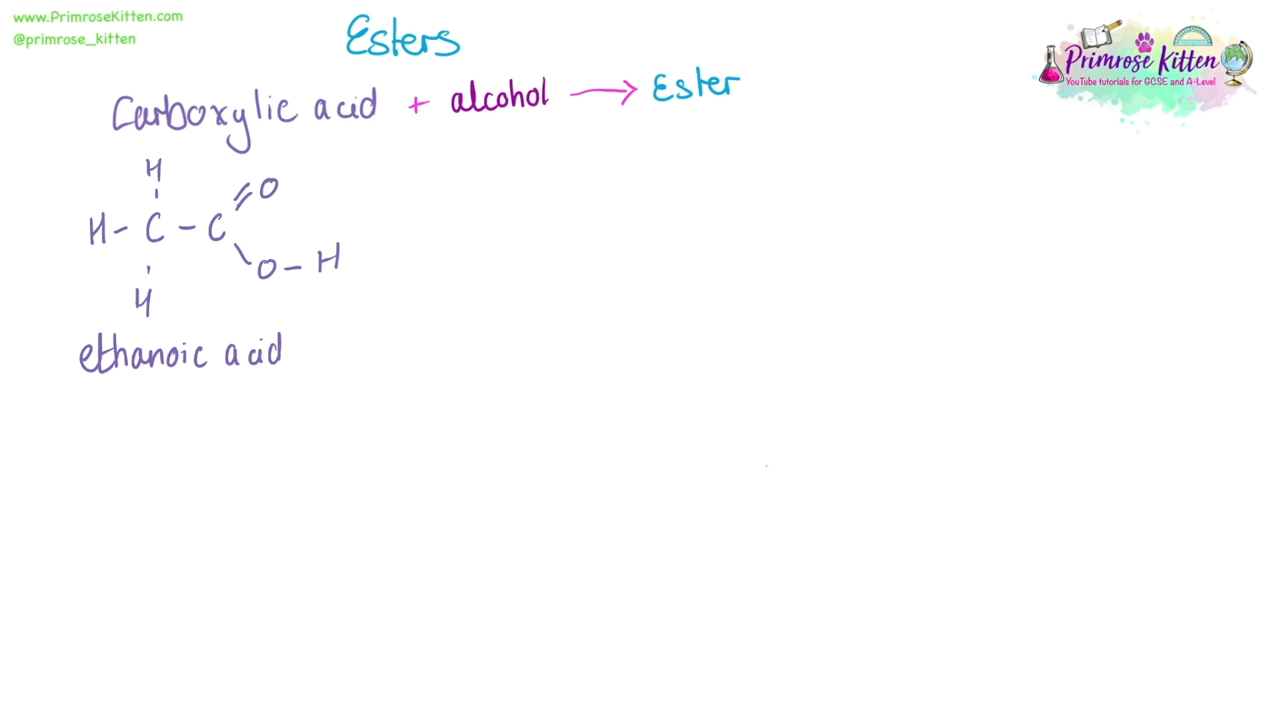 www.PrimroseKitten.com
@primrose_kitten
Esters
Primrose Kitten
YouTube tutorials for GCSE and A-Level
Carboxylic acid + alcohol → Ester
H
O
H - C - C
O - H
H
ethanoic acid